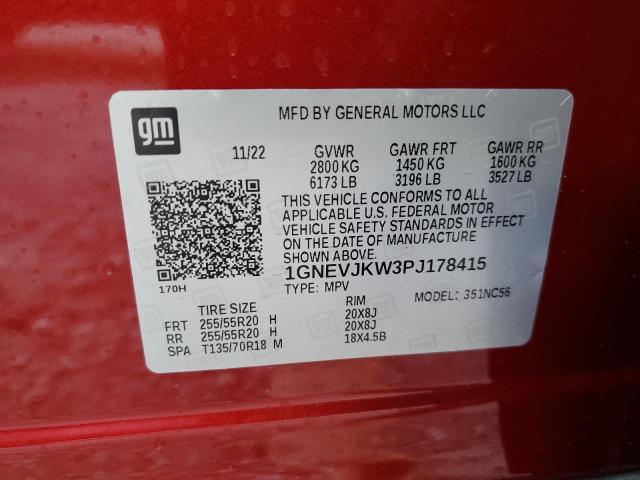 gm
MFD BY GENERAL MOTORS LLC
11/22 GVWR GAWR FRT GAWR RR
2800 KG 1450 KG 1600 KG
6173 LB 3196 LB 3527 LB
THIS VEHICLE CONFORMS TO ALL
APPLICABLE U.S. FEDERAL MOTOR
VEHICLE SAFETY STANDARDS IN EFFECT
ON THE DATE OF MANUFACTURE
SHOWN ABOVE.
170H
1GNEVJKW3PJ178415
TYPE: MPV MODEL: 351NC56
TIRE SIZE RIM
FRT 255/55R20 H 20X8J
RR 255/55R20 H 20X8J
SPA T135/70R18 M 18X4.5B